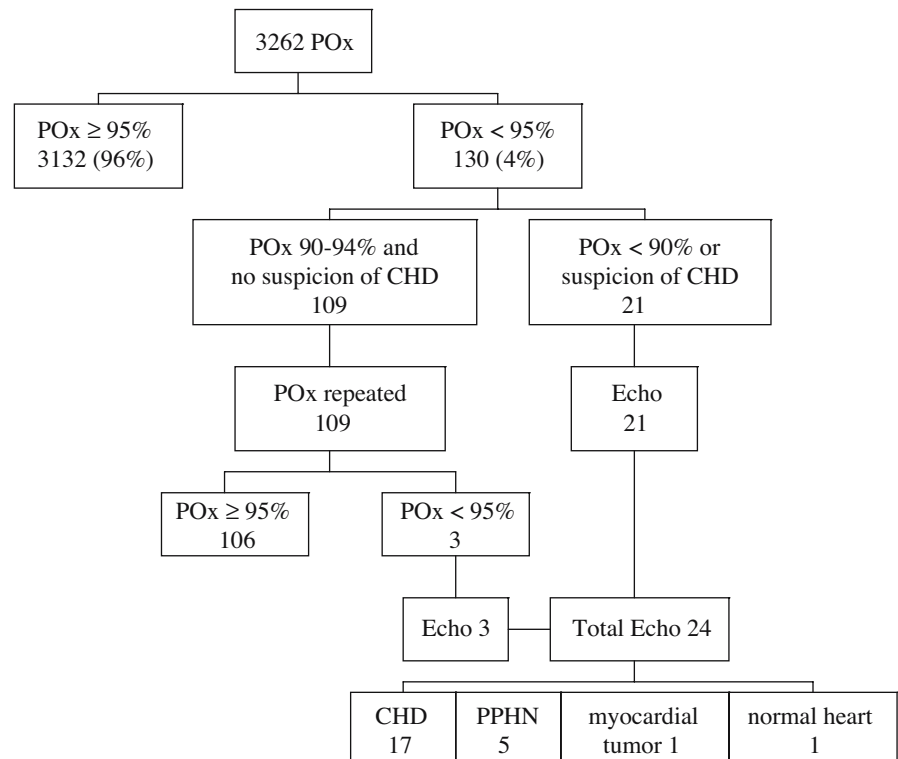 3262 POx
POx ≥ 95%
3132 (96%)
POx < 95%
130 (4%)
POx 90-94% and
no suspicion of CHD
109
POx < 90% or
suspicion of CHD
21
POx repeated
109
Echo
21
POx ≥ 95%
106
POx < 95%
3
Echo 3
Total Echo 24
CHD
17
PPHN
5
myocardial
tumor 1
normal heart
1